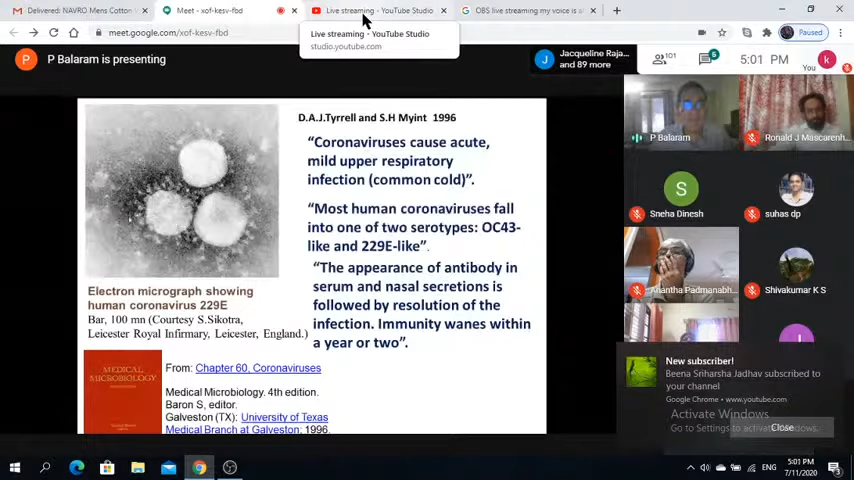 Delivered: NAVRO Mens Cotton
Meet - xof-kesv-fbd
Live streaming - YouTube Studio
OBS live streaming my voice is a
meet.google.com/xof-kesv-fbd
Live streaming - YouTube Studio
studio.youtube.com
Paused
P
P Balaram is presenting
J
Jacqueline Raja...
and 89 more
101
6
5:01 PM
k
You
D.A.J.Tyrrell and S.H Myint 1996
“Coronaviruses cause acute,
mild upper respiratory
infection (common cold)”.
“Most human coronaviruses fall
into one of two serotypes: OC43-
like and 229E-like”.
“The appearance of antibody in
serum and nasal secretions is
followed by resolution of the
infection. Immunity wanes within
a year or two”.
Electron micrograph showing
human coronavirus 229E
Bar, 100 mn (Courtesy S.Sikotra,
Leicester Royal Infirmary, Leicester, England.)
MEDICAL
MICROBIOLOGY
From: Chapter 60, Coronaviruses
Medical Microbiology. 4th edition.
Baron S, editor.
Galveston (TX): University of Texas
Medical Branch at Galveston; 1996.
P Balaram
Ronald J Mascarenh...
S
Sneha Dinesh
suhas dp
Anantha Padmanabh...
Shivakumar K S
J
New subscriber!
Beena Sriharsha Jadhav subscribed to
your channel
Google Chrome • www.youtube.com
Activate Windows
Go to Settings to activate Windows.
Close
ENG
5:01 PM
7/11/2020
3